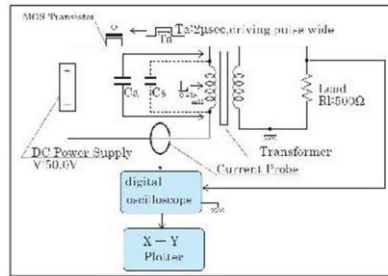 MOS Transistor
Ta:2μsec,driving pulse wide
Ta
Ca
Cs
L
Load
Rl:500Ω
Transformer
DC Power Supply
V:50.0V
Current Probe
digital
oscilloscope
X－Y
Plotter